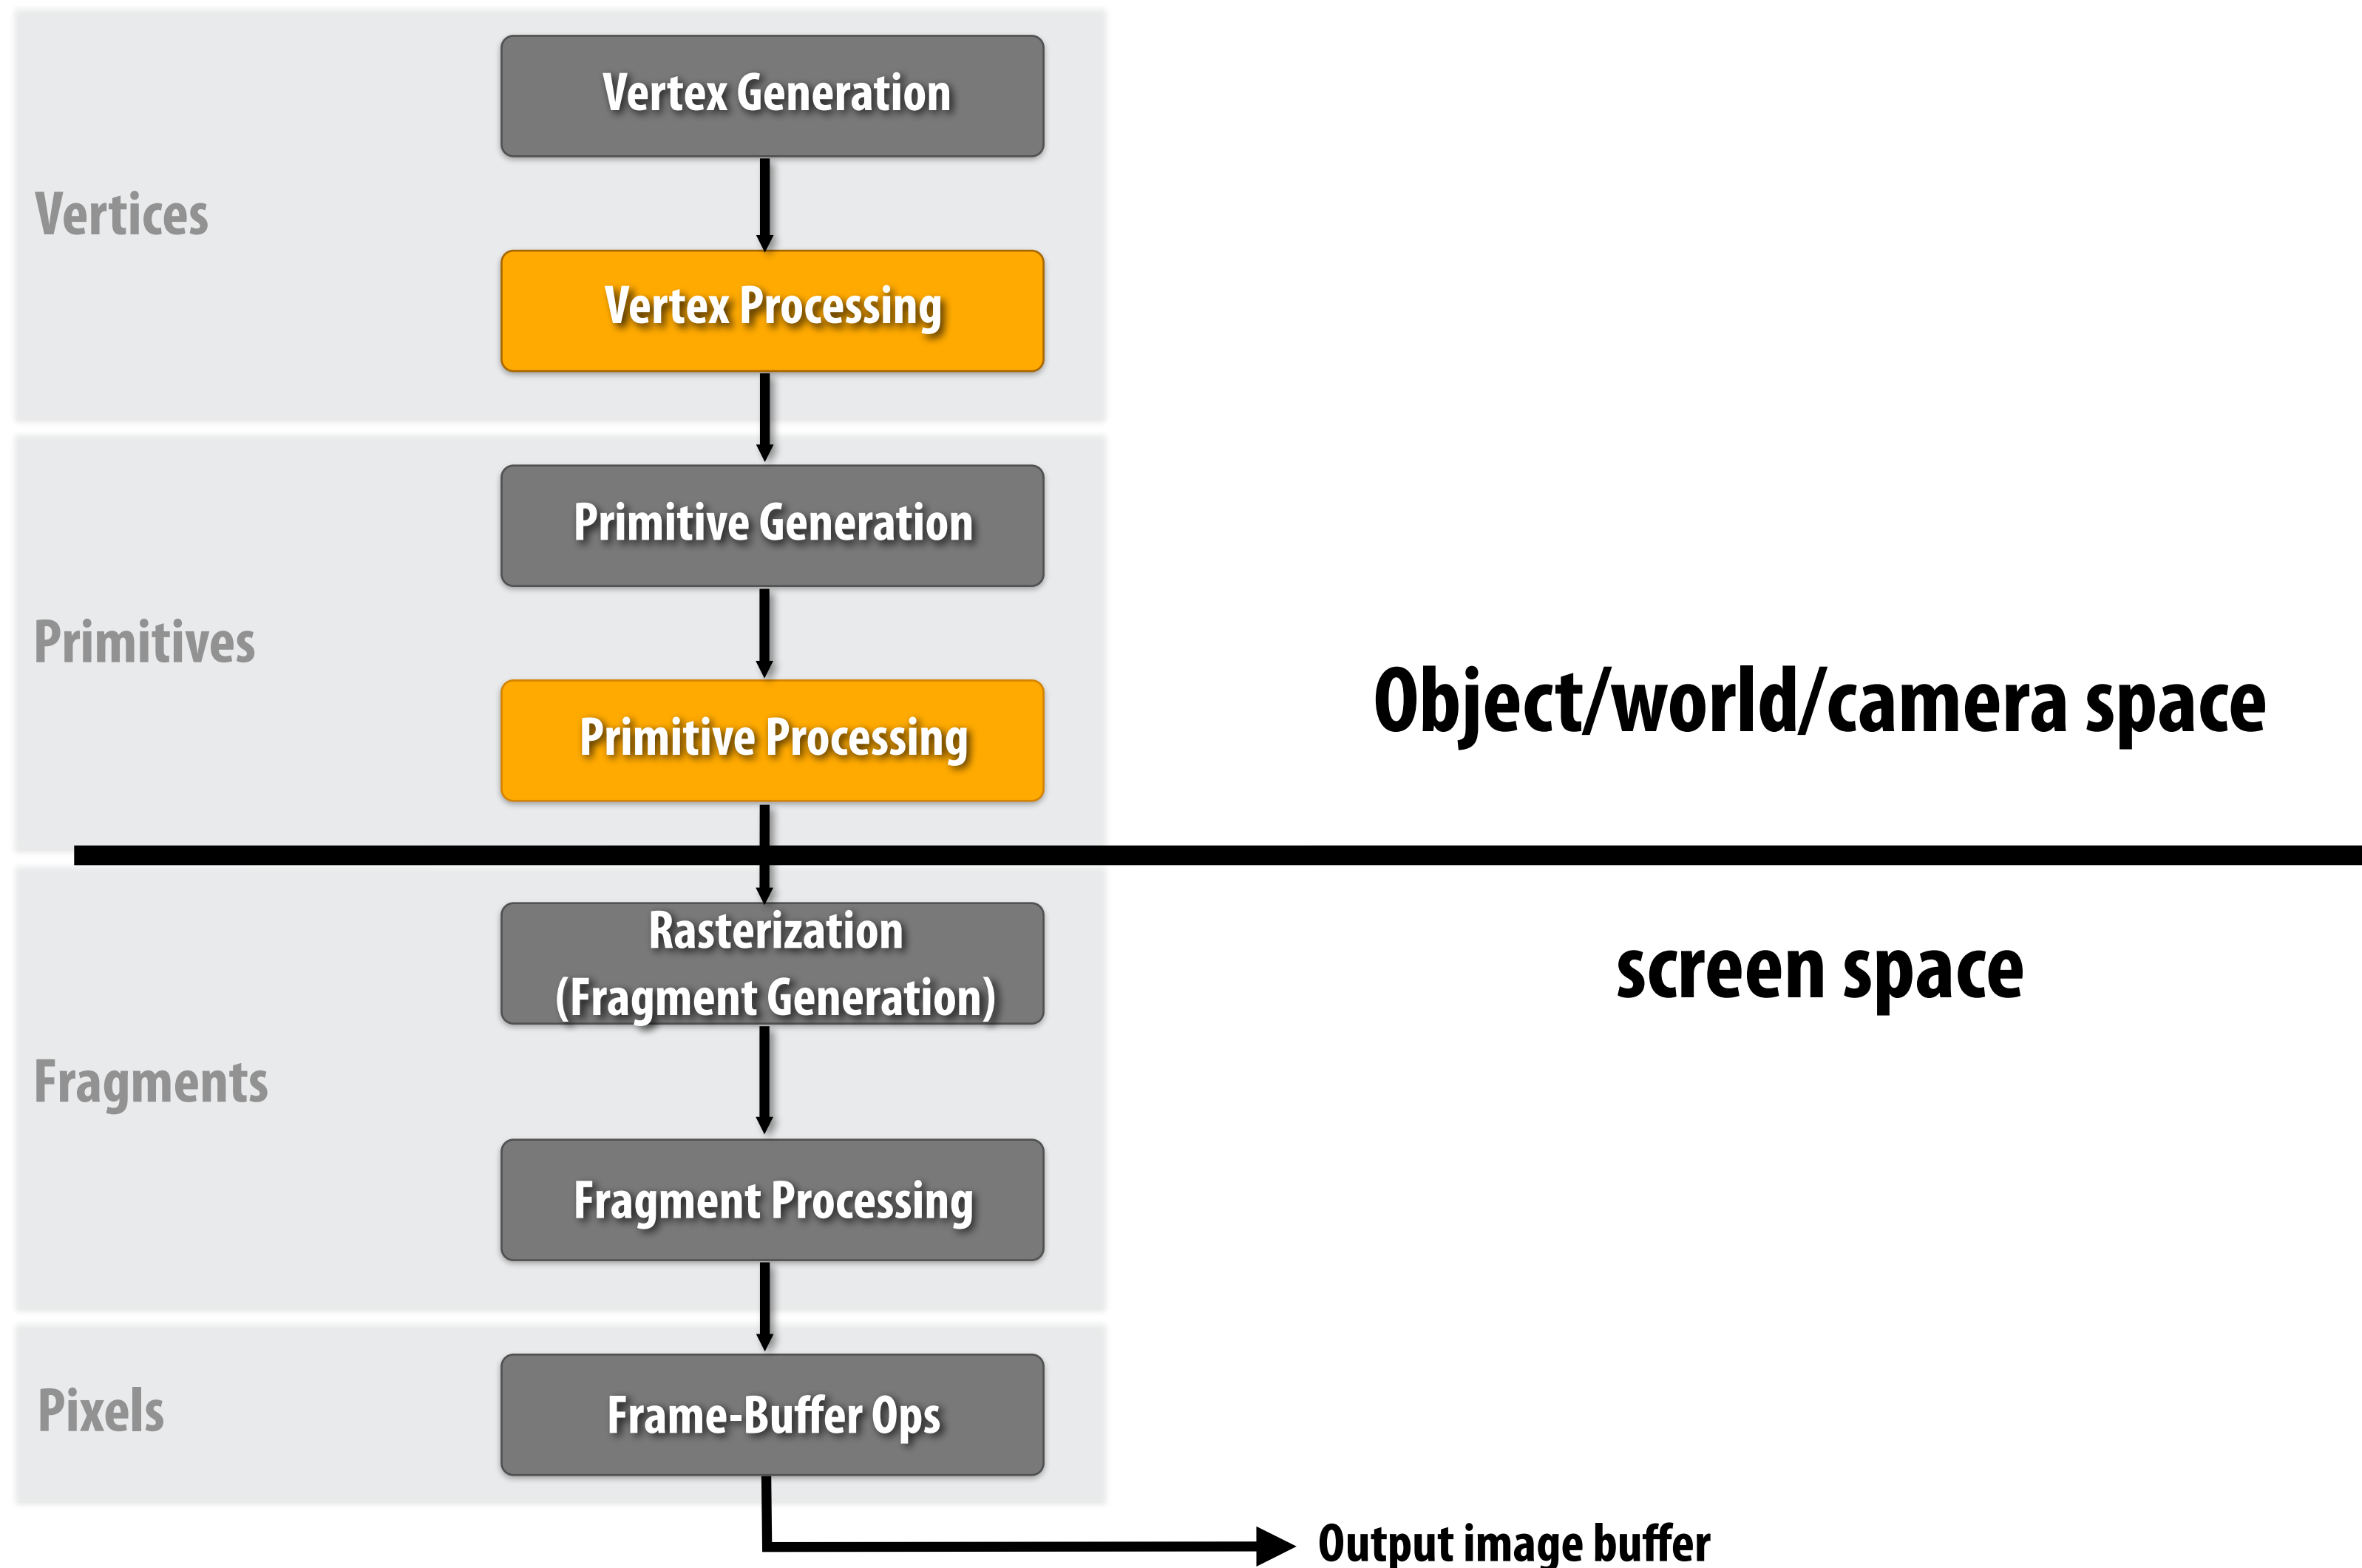 Vertex Generation
Vertices
Vertex Processing
Primitive Generation
Primitives
Primitive Processing
Object/world/camera space
Rasterization
(Fragment Generation)
screen space
Fragments
Fragment Processing
Pixels
Frame-Buffer Ops
Output image buffer